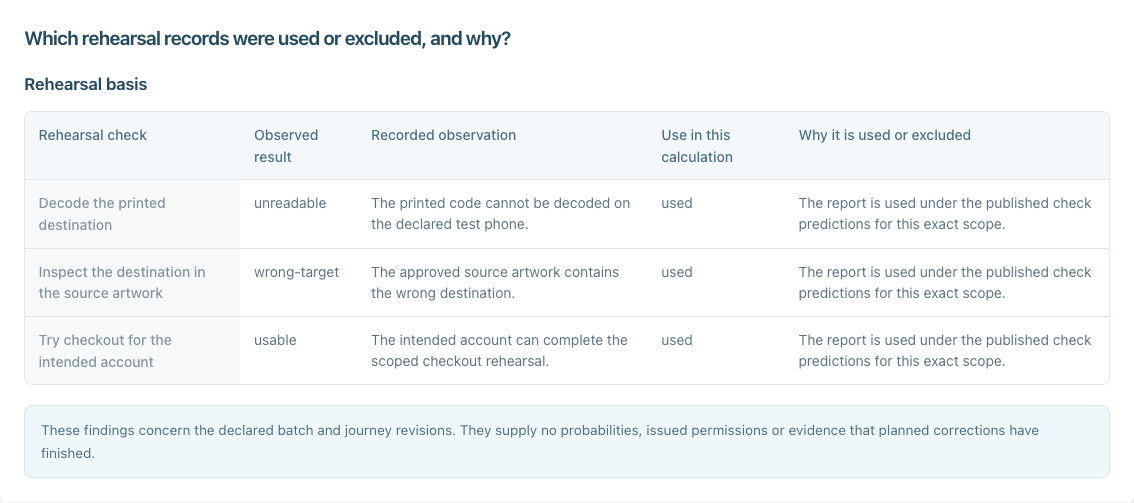 Which rehearsal records were used or excluded, and why?
Rehearsal basis
Rehearsal check
Observed
result
Recorded observation
Use in this
calculation
Why it is used or excluded
Decode the printed
destination
unreadable
The printed code cannot be decoded on
the declared test phone.
used
The report is used under the published check
predictions for this exact scope.
Inspect the destination in
the source artwork
wrong-target
The approved source artwork contains
the wrong destination.
used
The report is used under the published check
predictions for this exact scope.
Try checkout for the
intended account
usable
The intended account can complete the
scoped checkout rehearsal.
used
The report is used under the published check
predictions for this exact scope.
These findings concern the declared batch and journey revisions. They supply no probabilities, issued permissions or evidence that planned corrections have
finished.